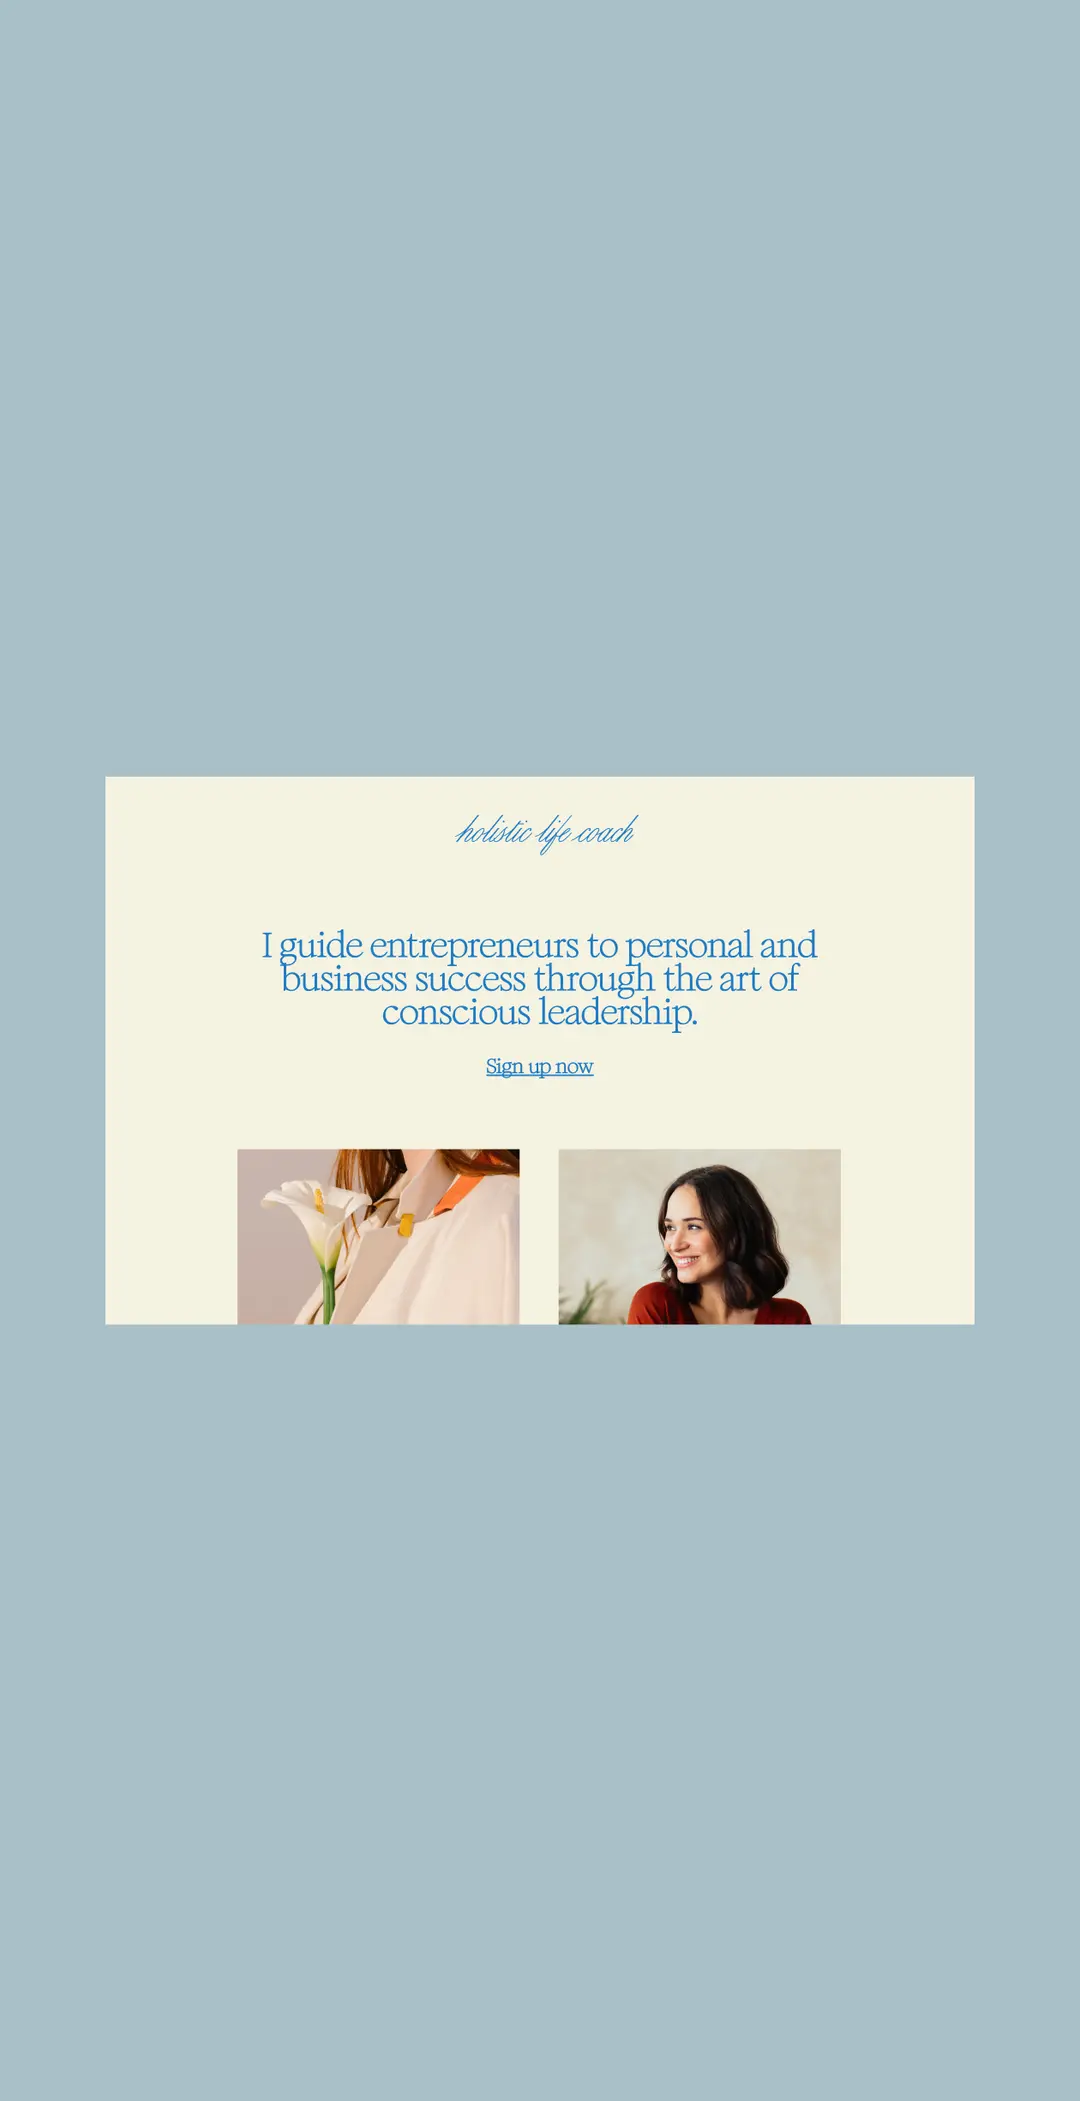 holistic life coach
I guide entrepreneurs to personal and
business success through the art of
conscious leadership.
Sign up now